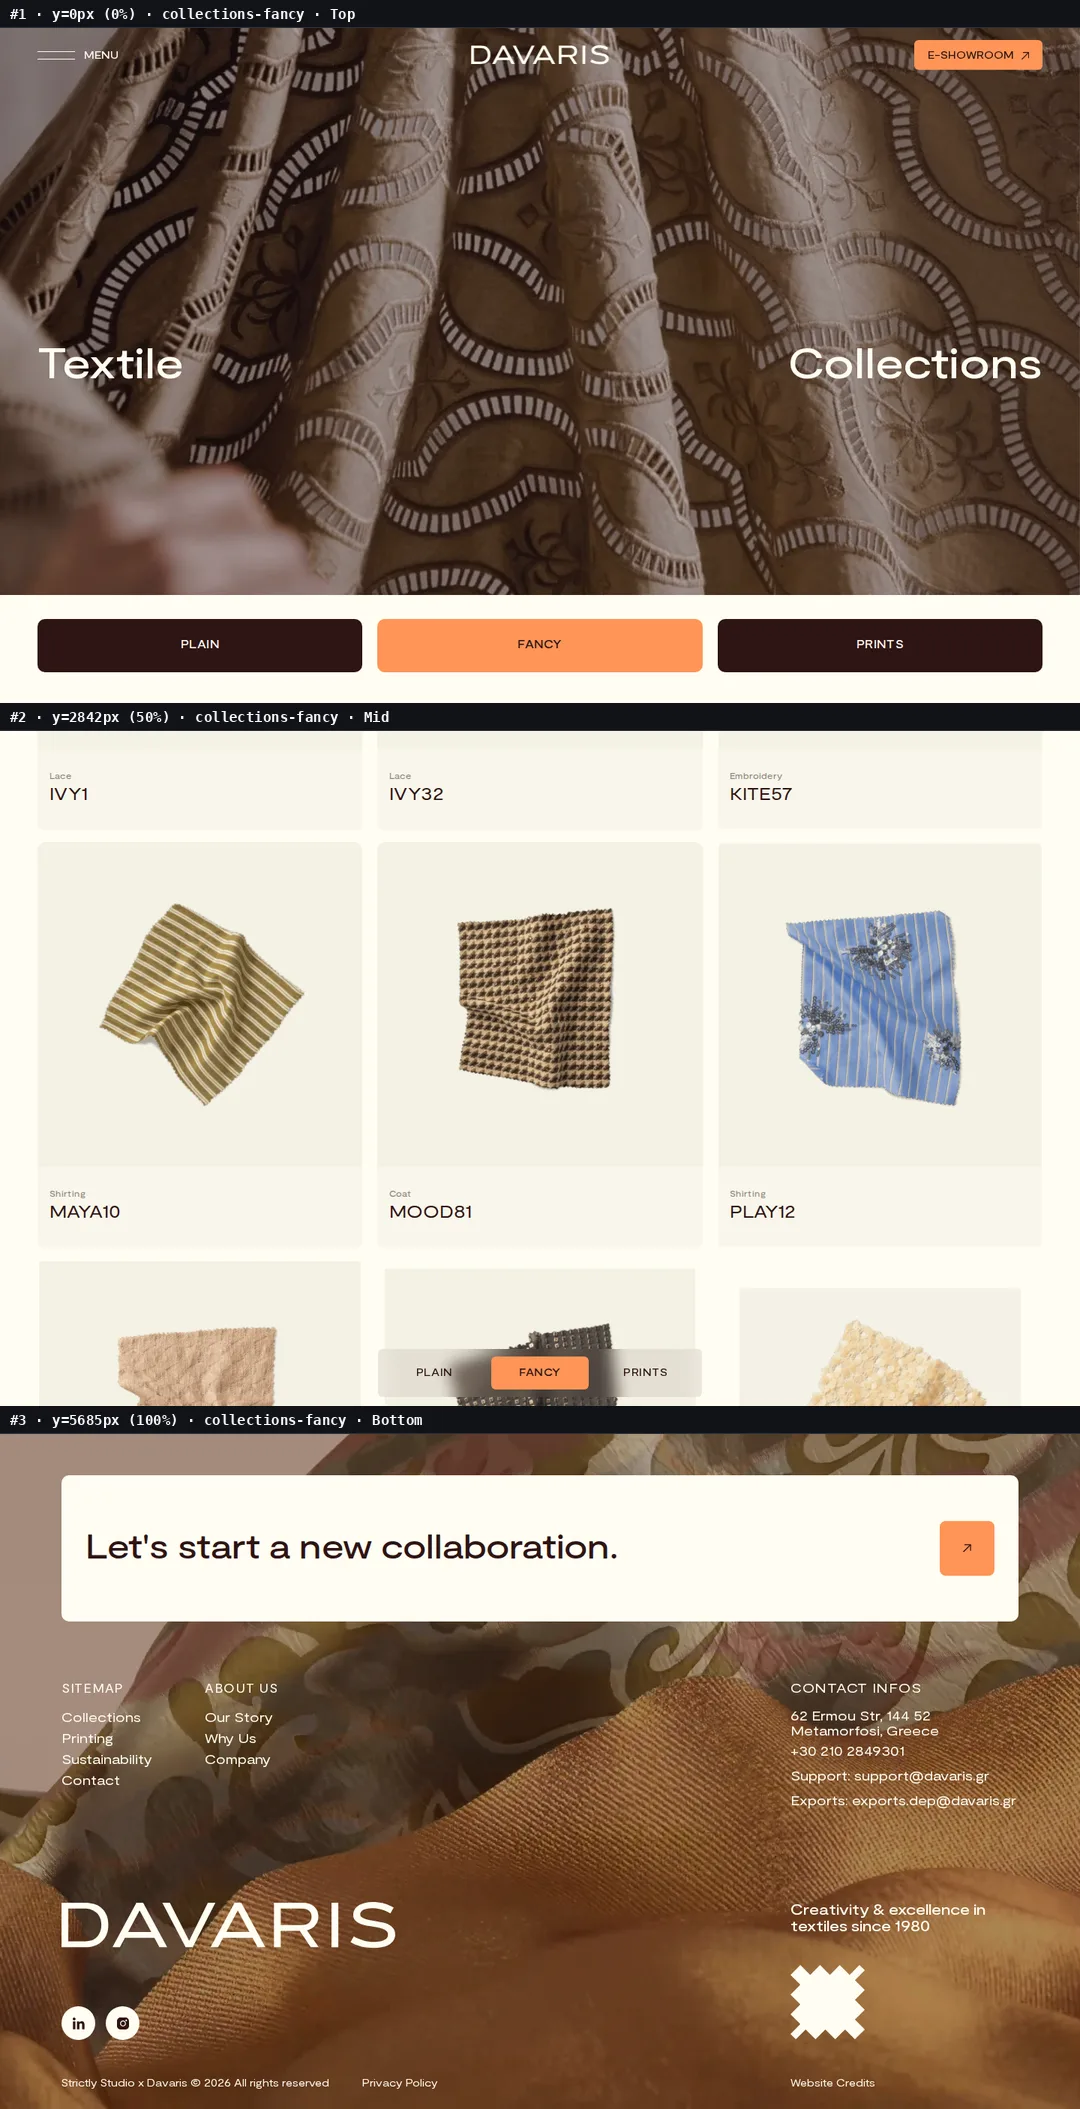 #1 · y=0px (0%) · collections-fancy · Top
MENU
DAVARIS
E-SHOWROOM
Textile
Collections
PLAIN
FANCY
PRINTS
#2 · y=2842px (50%) · collections-fancy · Mid
Lace
IVY1
Lace
IVY32
Embroidery
KITE57
Shirting
MAYA10
Coat
MOOD81
Shirting
PLAY12
PLAIN
FANCY
PRINTS
#3 · y=5685px (100%) · collections-fancy · Bottom
Let's start a new collaboration.
SITEMAP
Collections
Printing
Sustainability
Contact
ABOUT US
Our Story
Why Us
Company
CONTACT INFOS
62 Ermou Str, 144 52
Metamorfosi, Greece
+30 210 2849301
Support: support@davaris.gr
Exports: exports.dep@davaris.gr
DAVARIS
Creativity & excellence in
textiles since 1980
in
Strictly Studio x Davaris © 2026 All rights reserved
Privacy Policy
Website Credits